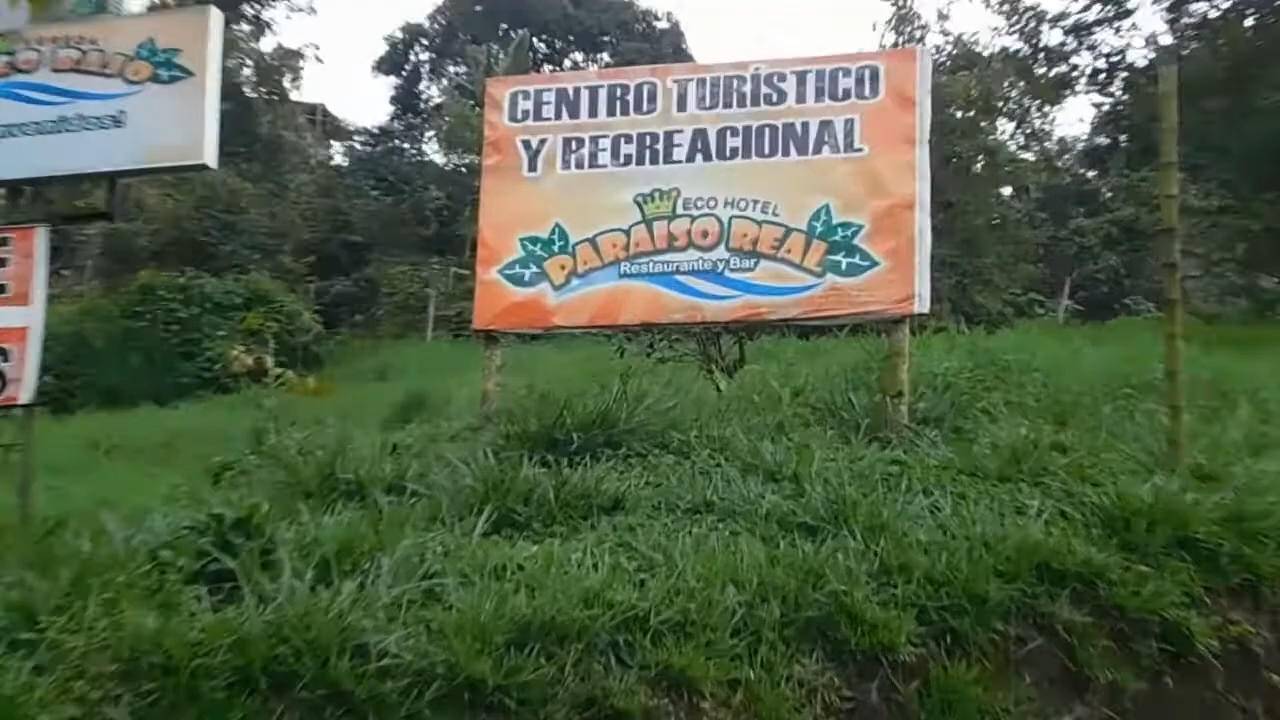 CENTRO TURÍSTICO
Y RECREACIONAL
ECO HOTEL
PARAISO REAL
Restaurante y Bar